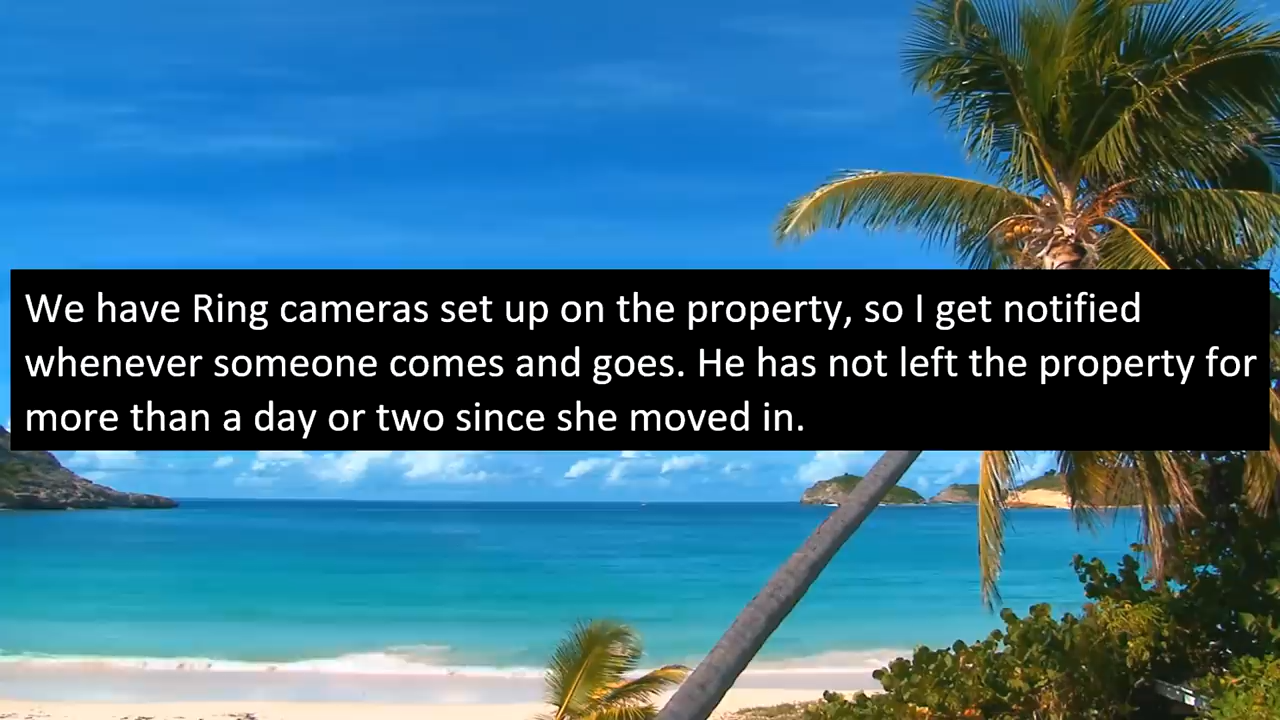 We have Ring cameras set up on the property, so I get notified
whenever someone comes and goes. He has not left the property for
more than a day or two since she moved in.